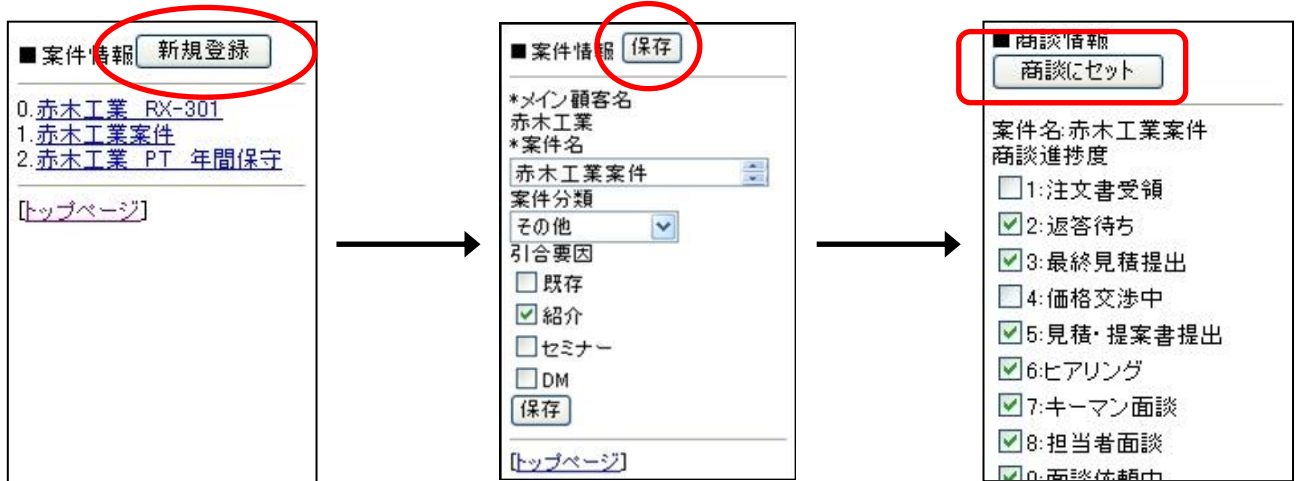 ■案件情報 新規登録
0.赤木工業 RX-301
1.赤木工業案件
2.赤木工業 PT 年間保守
[トップページ]
■案件情報 保存
*メイン顧客名
赤木工業
*案件名
赤木工業案件
案件分類
その他
引合要因
既存
紹介
セミナー
DM
保存
[トップページ]
■商談情報
商談にセット
案件名:赤木工業案件
商談進捗度
1:注文書受領
2:返答待ち
3:最終見積提出
4:価格交渉中
5:見積・提案書提出
6:ヒアリング
7:キーマン面談
8:担当者面談
9:面談依頼中